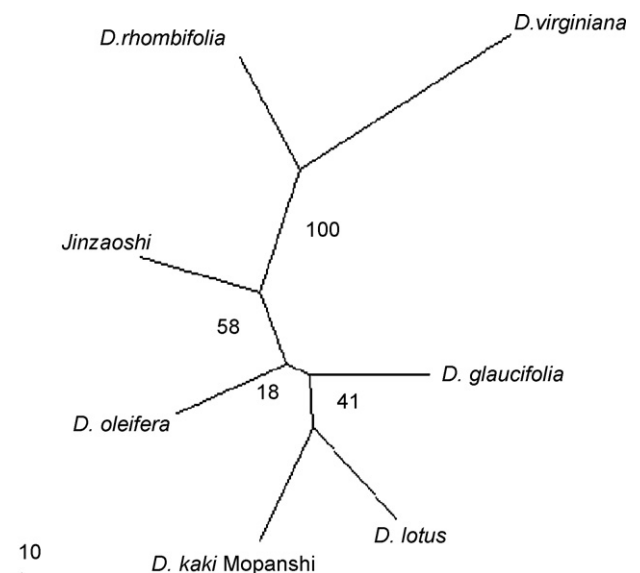 D.virginiana
D.rhombifolia
100
Jinzaoshi
58
D. glaucifolia
18
41
D. oleifera
D. lotus
10
D. kaki Mopanshi